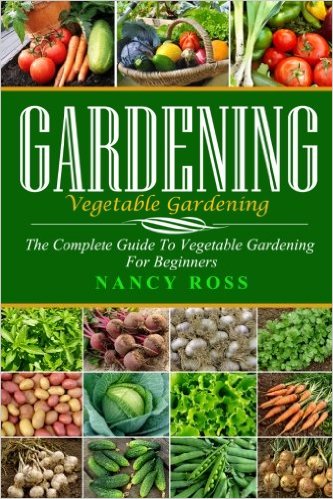 GARDENING
Vegetable Gardening
The Complete Guide To Vegetable Gardening
For Beginners
NANCY ROSS